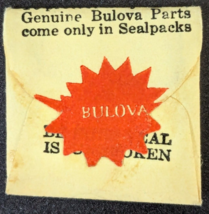 Genuine Bulova Parts
come only in Sealpacks
BULOVA
IS